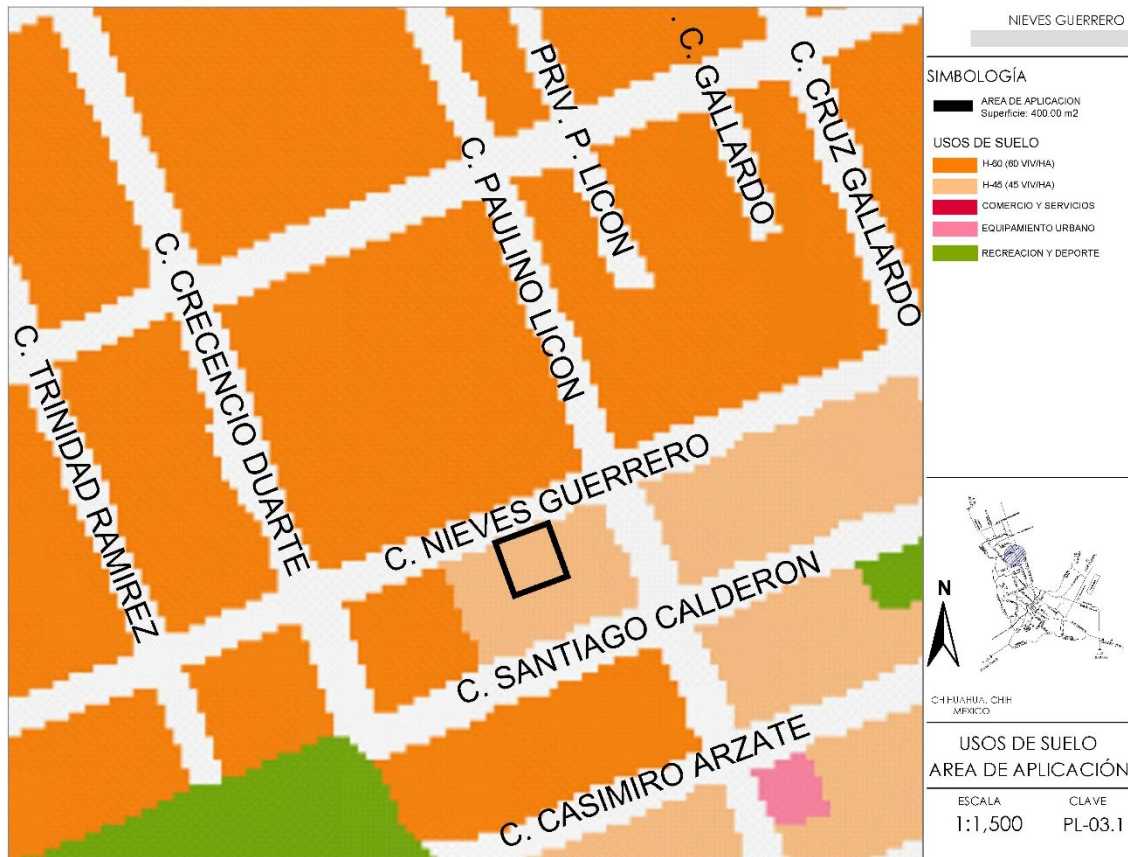 . C. GALLARDO
PRIV. P. LICON
C. CRUZ GALLARDO
C. PAULINO LICON
C. CRECENCIO DUARTE
C. TRINIDAD RAMIREZ
C. NIEVES GUERRERO
C. SANTIAGO CALDERON
C. CASIMIRO ARZATE
NIEVES GUERRERO
SIMBOLOGÍA
AREA DE APLICACION
Superficie: 400.00 m2
USOS DE SUELO
H-60 (60 VIV/HA)
H-45 (45 VIV/HA)
COMERCIO Y SERVICIOS
EQUIPAMIENTO URBANO
RECREACION Y DEPORTE
N
CHIHUAHUA, CHIH
MEXICO
USOS DE SUELO
AREA DE APLICACIÓN
ESCALA
1:1,500
CLAVE
PL-03.1